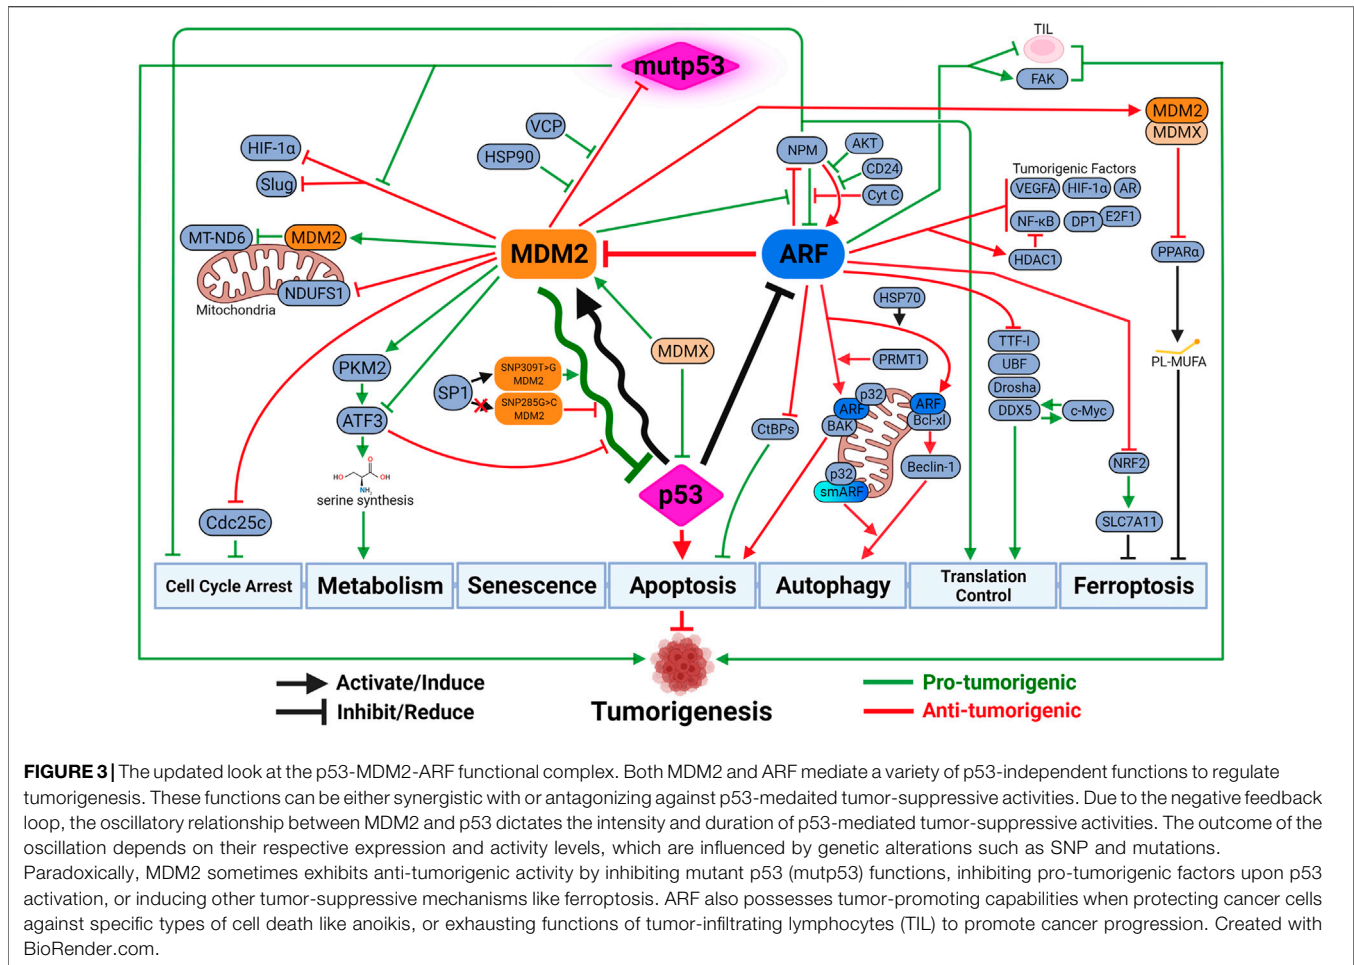 TIL
mutp53
FAK
MDM2
MDMX
VCP
HSP90
HIF-1α
Slug
NPM
AKT
CD24
Cyt C
Tumorigenic Factors
VEGFA HIF-1α AR
NF-κB DP1 E2F1
HDAC1
MT-ND6 MDM2
NDUFS1
Mitochondria
MDM2
ARF
PPARα
HSP70
TTF-I
UBF
Drosha
DDX5
c-Myc
PL-MUFA
MDMX
PRMT1
PKM2
ATF3
SP1
SNP309T>G
MDM2
SNP285G>C
MDM2
p32
ARF
BAK
ARF
Bcl-xl
CtBPs
Beclin-1
p32
smARF
NRF2
SLC7A11
HO
O
OH
NH2
serine synthesis
p53
Cdc25c
Cell Cycle Arrest
Metabolism
Senescence
Apoptosis
Autophagy
Translation
Control
Ferroptosis
Activate/Induce
Inhibit/Reduce
Tumorigenesis
Pro-tumorigenic
Anti-tumorigenic
FIGURE 3 | The updated look at the p53-MDM2-ARF functional complex. Both MDM2 and ARF mediate a variety of p53-independent functions to regulate
tumorigenesis. These functions can be either synergistic with or antagonizing against p53-medaited tumor-suppressive activities. Due to the negative feedback
loop, the oscillatory relationship between MDM2 and p53 dictates the intensity and duration of p53-mediated tumor-suppressive activities. The outcome of the
oscillation depends on their respective expression and activity levels, which are influenced by genetic alterations such as SNP and mutations.
Paradoxically, MDM2 sometimes exhibits anti-tumorigenic activity by inhibiting mutant p53 (mutp53) functions, inhibiting pro-tumorigenic factors upon p53
activation, or inducing other tumor-suppressive mechanisms like ferroptosis. ARF also possesses tumor-promoting capabilities when protecting cancer cells
against specific types of cell death like anoikis, or exhausting functions of tumor-infiltrating lymphocytes (TIL) to promote cancer progression. Created with
BioRender.com.